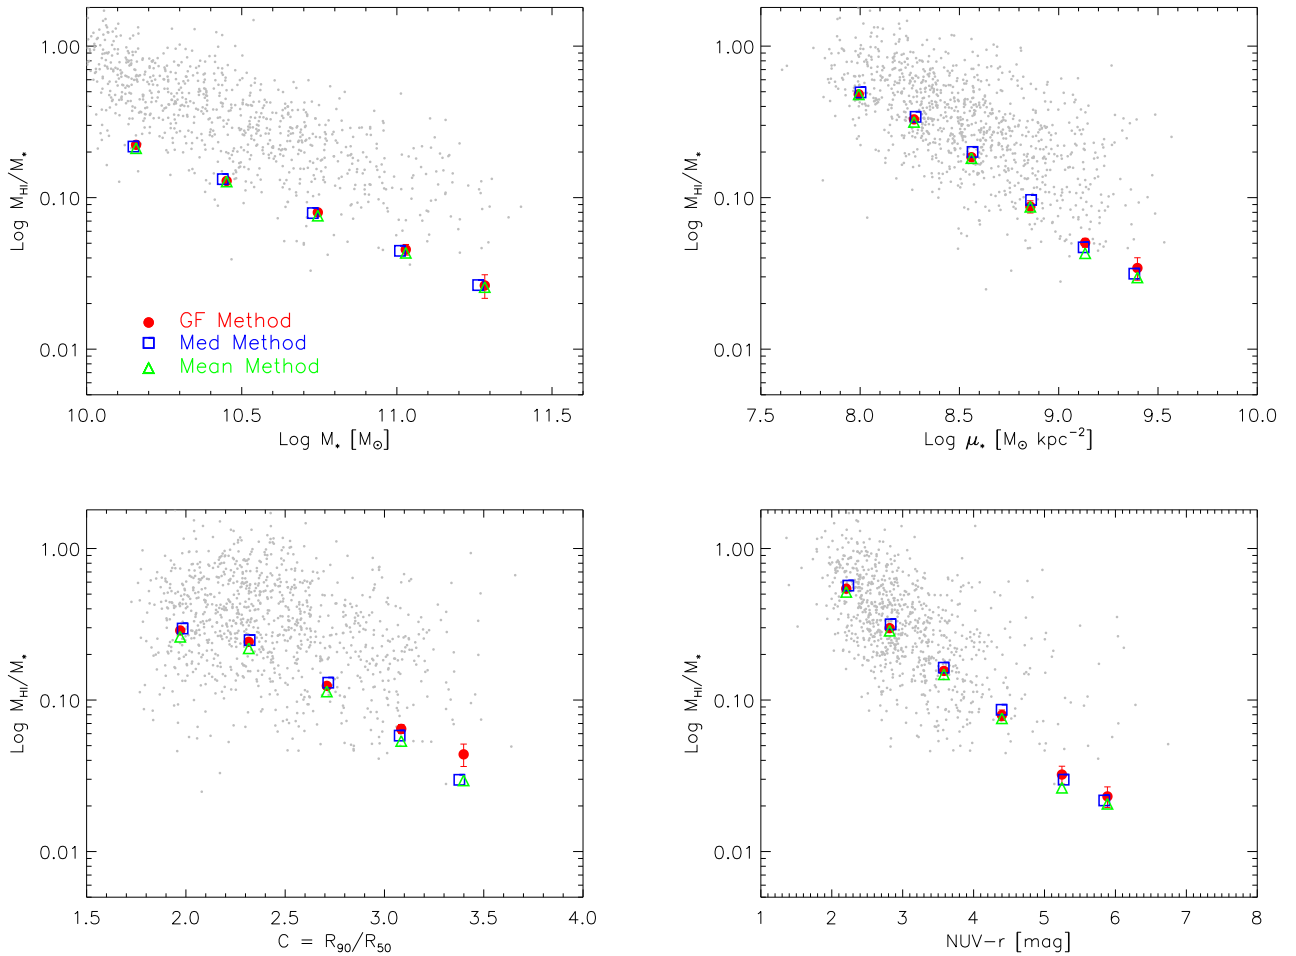 1.00
0.10
0.01
Log M_HI/M_*
GF Method
Med Method
Mean Method
10.0 10.5 11.0 11.5
Log M_* [M_⊙]
1.00
0.10
0.01
Log M_HI/M_*
7.5 8.0 8.5 9.0 9.5 10.0
Log μ_* [M_⊙ kpc^−2]
1.00
0.10
0.01
Log M_HI/M_*
1.5 2.0 2.5 3.0 3.5 4.0
C = R_90/R_50
1.00
0.10
0.01
Log M_HI/M_*
1 2 3 4 5 6 7 8
NUV−r [mag]